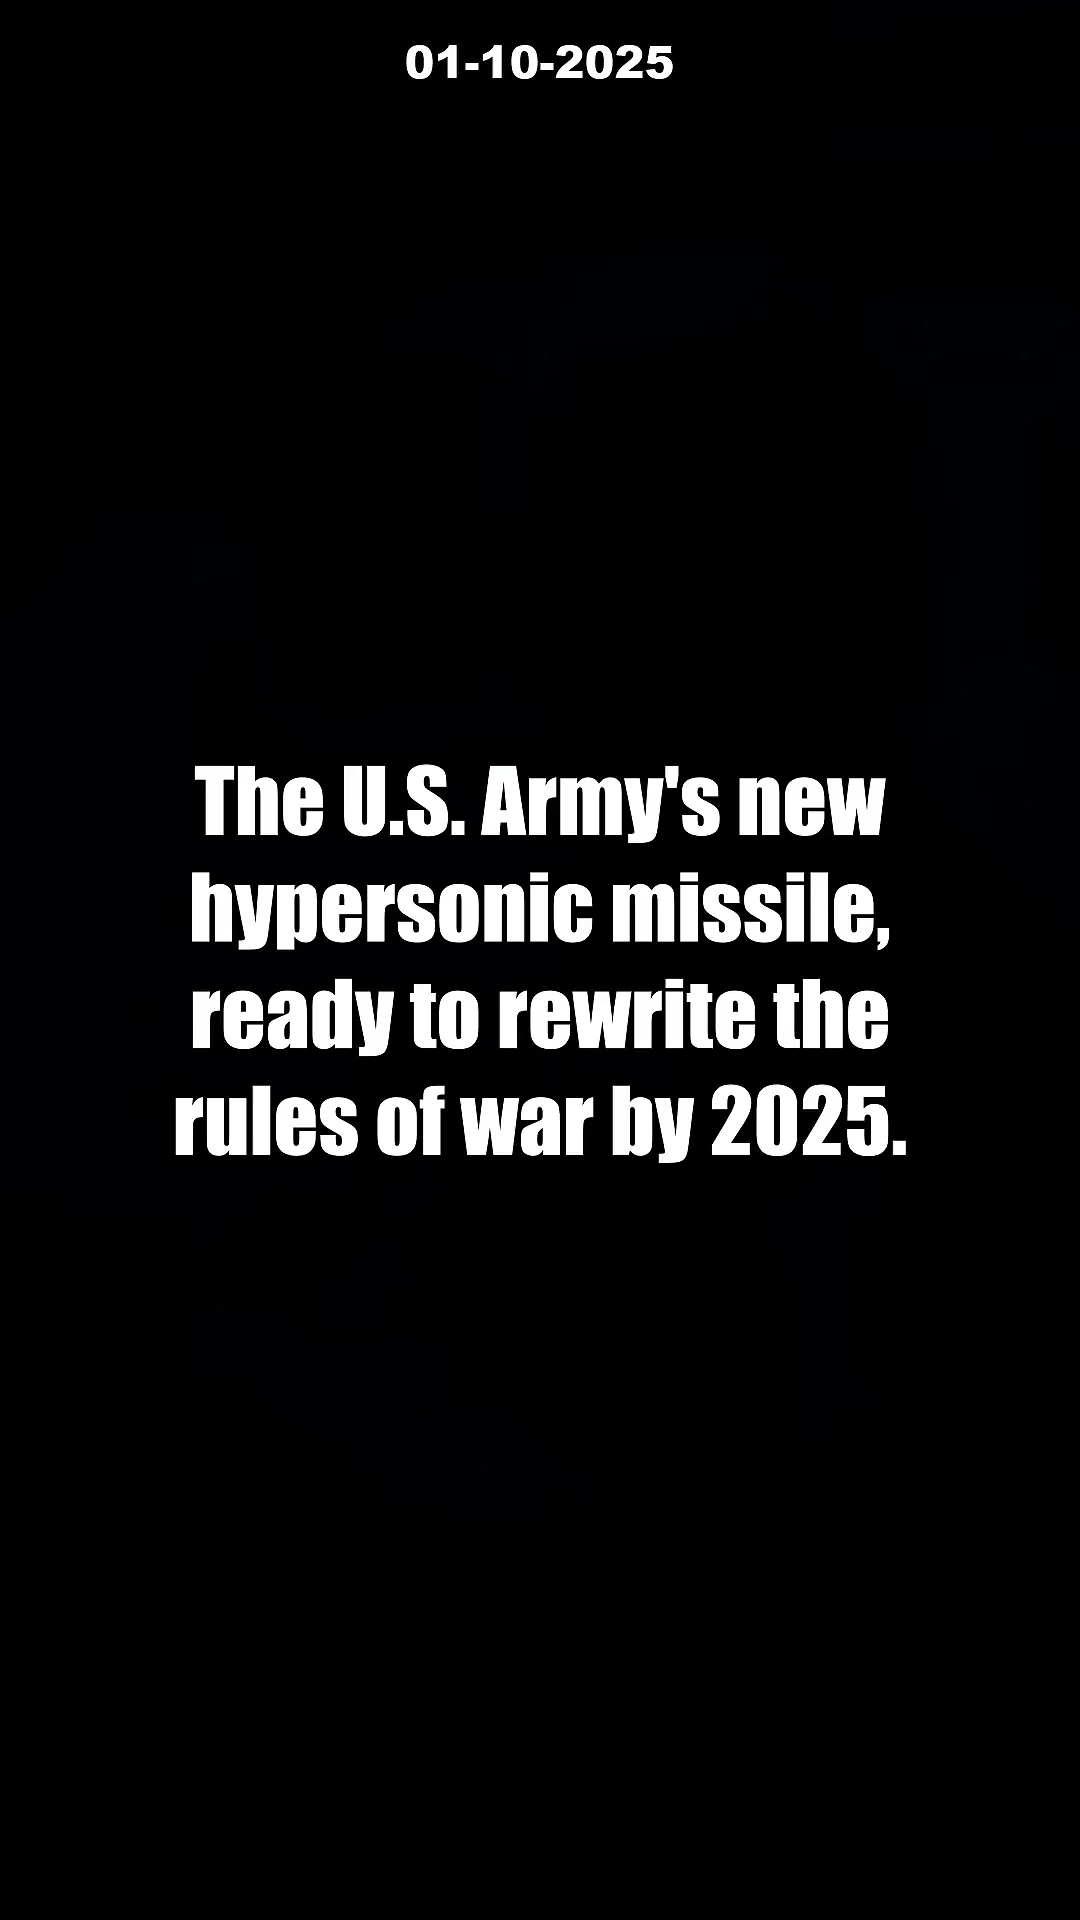 01-10-2025
The U.S. Army's new
hypersonic missile,
ready to rewrite the
rules of war by 2025.